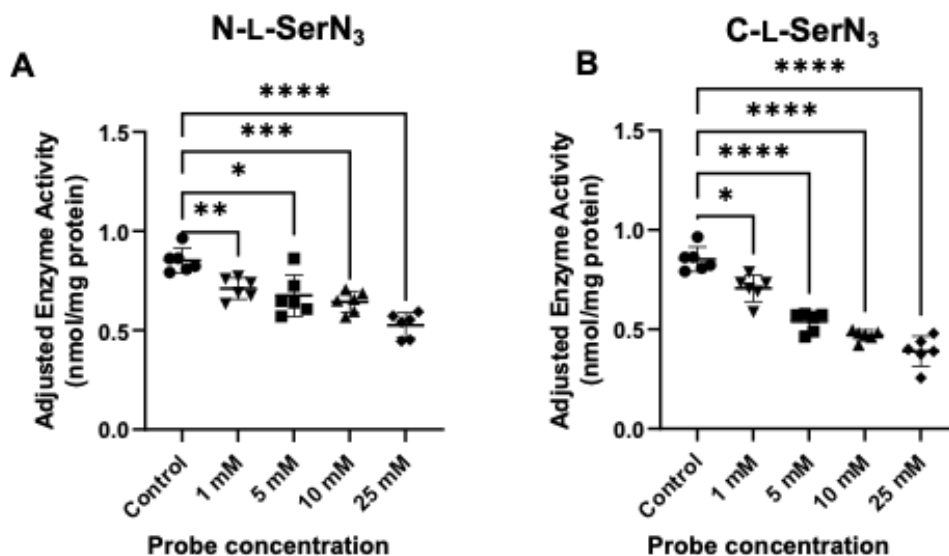 N-L-SerN₃
A
****
***
*
**
1.5
1.0
0.5
0.0
Adjusted Enzyme Activity
(nmol/mg protein)
Control
1 mM
5 mM
10 mM
25 mM
Probe concentration
C-L-SerN₃
B
****
****
****
*
1.5
1.0
0.5
0.0
Adjusted Enzyme Activity
(nmol/mg protein)
Control
1 mM
5 mM
10 mM
25 mM
Probe concentration